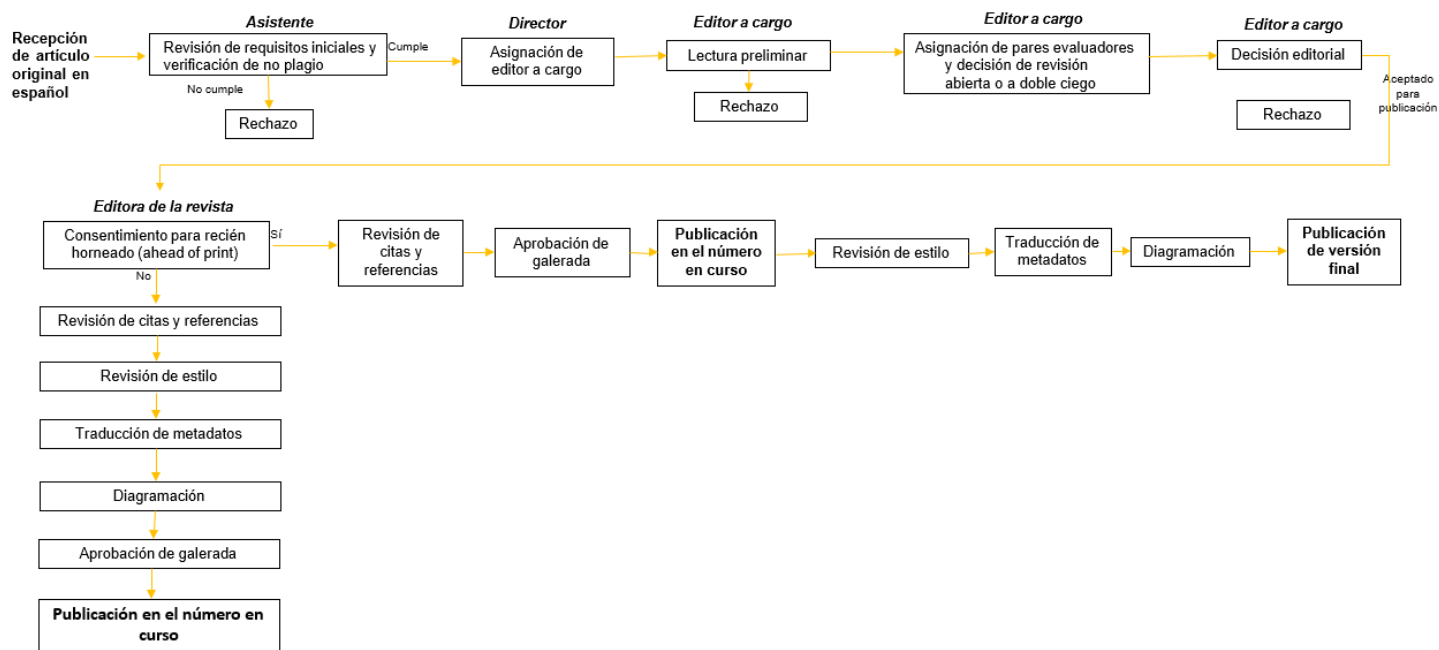 Recepción
de artículo
original en
español
Asistente
Revisión de requisitos iniciales y
verificación de no plagio
Cumple
No cumple
Rechazo
Director
Asignación de
editor a cargo
Editor a cargo
Lectura preliminar
Rechazo
Editor a cargo
Asignación de pares evaluadores
y decisión de revisión
abierta o a doble ciego
Editor a cargo
Decisión editorial
Rechazo
Aceptado
para
publicación
Editora de la revista
Consentimiento para recién
horneado (ahead of print)
Sí
No
Revisión de
citas y
referencias
Aprobación de
galerada
Publicación
en el número
en curso
Revisión de estilo
Traducción de
metadatos
Diagramación
Publicación
de versión
final
Revisión de citas y referencias
Revisión de estilo
Traducción de metadatos
Diagramación
Aprobación de galerada
Publicación en el número en
curso